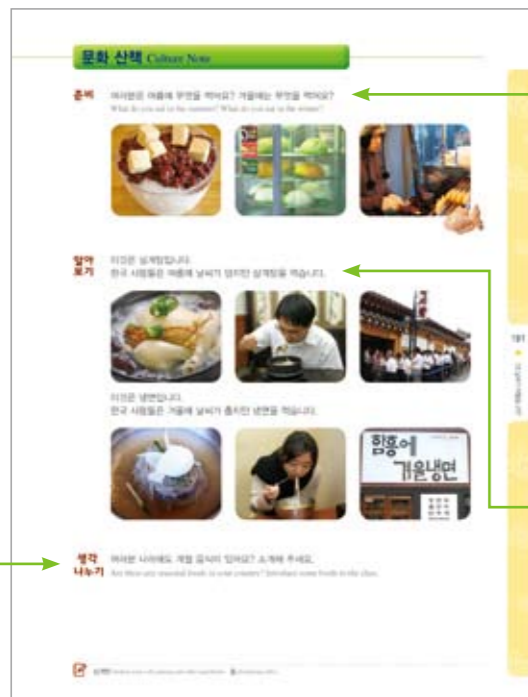 문화 산책 Culture Note
준비 여러분은 여름에 무엇을 먹어요? 겨울에는 무엇을 먹어요?
What do you eat in the summer? What do you eat in the winter?
알아
보기
이것은 삼계탕입니다.
한국 사람들은 여름에 날씨가 덥지만 삼계탕을 먹습니다.
이것은 냉면입니다.
한국 사람들은 겨울에 날씨가 춥지만 냉면을 먹습니다.
함흥에
겨울냉면
생각
나누기
여러분 나라에도 계절 음식이 있어요? 소개해 주세요.
Are there any seasonal foods in your country? Introduce some foods to the class.
181